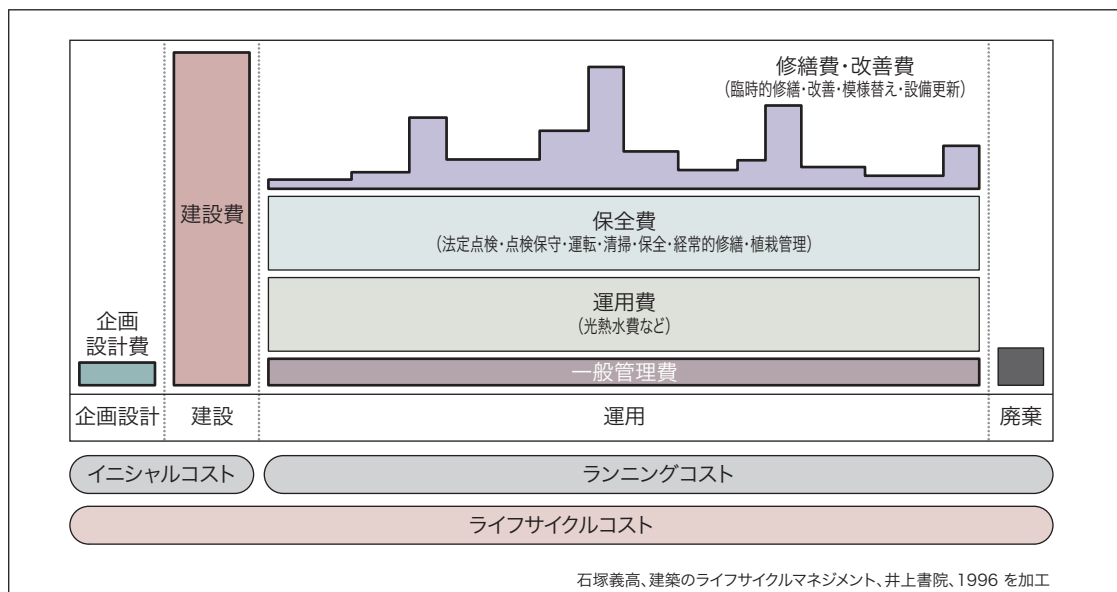 修繕費・改善費
（臨時的修繕・改善・模様替え・設備更新）
建設費
保全費
（法定点検・点検保守・運転・清掃・保全・経常的修繕・植栽管理）
運用費
（光熱水費など）
企画
設計費
一般管理費
企画設計
建設
運用
廃棄
イニシャルコスト
ランニングコスト
ライフサイクルコスト
石塚義高、建築のライフサイクルマネジメント、井上書院、1996 を加工